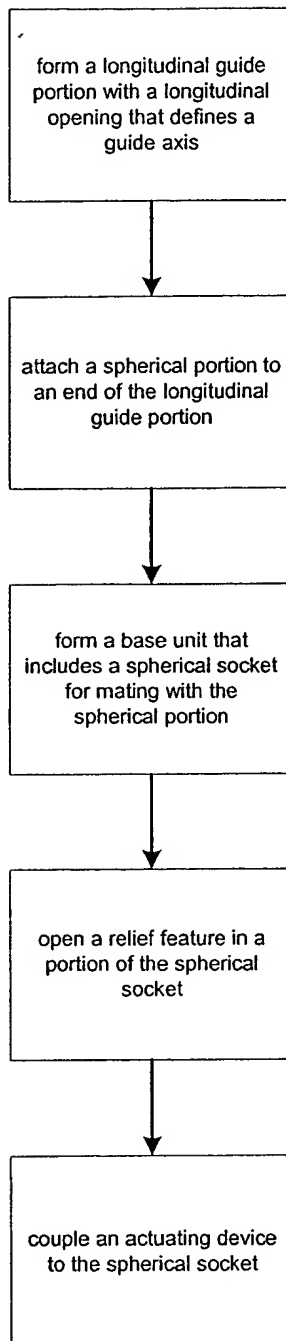 form a longitudinal guide
portion with a longitudinal
opening that defines a
guide axis
attach a spherical portion to
an end of the longitudinal
guide portion
form a base unit that
includes a spherical socket
for mating with the
spherical portion
open a relief feature in a
portion of the spherical
socket
couple an actuating device
to the spherical socket